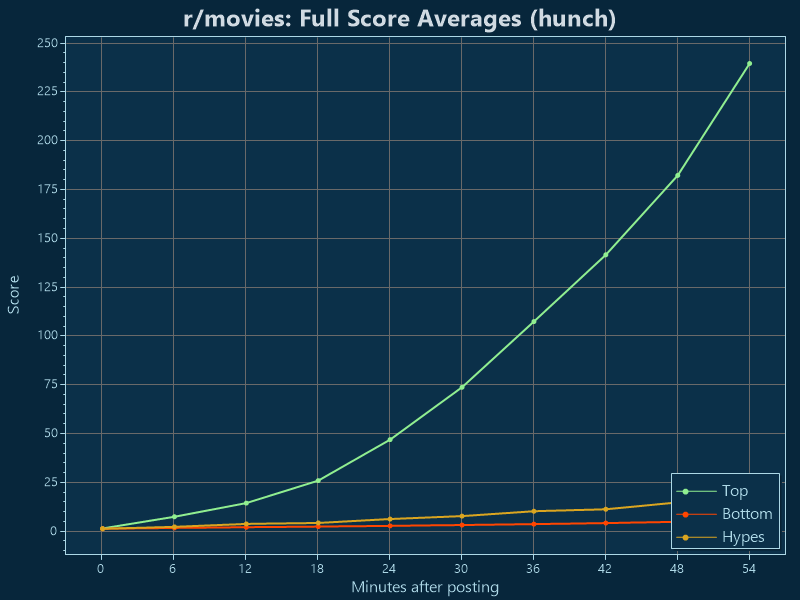 r/movies: Full Score Averages (hunch)
250
225
200
175
150
125
100
75
50
25
0
Score
Top
Bottom
Hypes
0 6 12 18 24 30 36 42 48 54
Minutes after posting